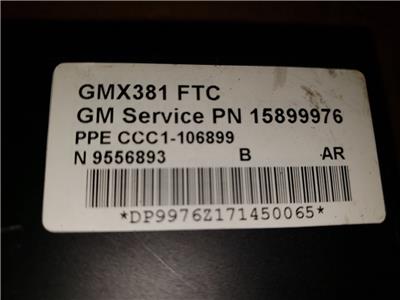 GMX381 FTC
GM Service PN 15899976
PPE CCC1-106899
N 9556893 B AR
*DP9976Z171450065*